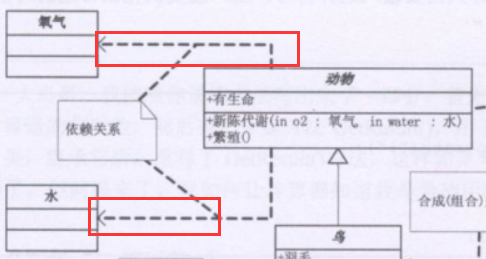 氧气
动物
+有生命
+新陈代谢(in o2 : 氧气 in water : 水)
+繁殖()
依赖关系
水
合成(组合)
鸟
+羽毛